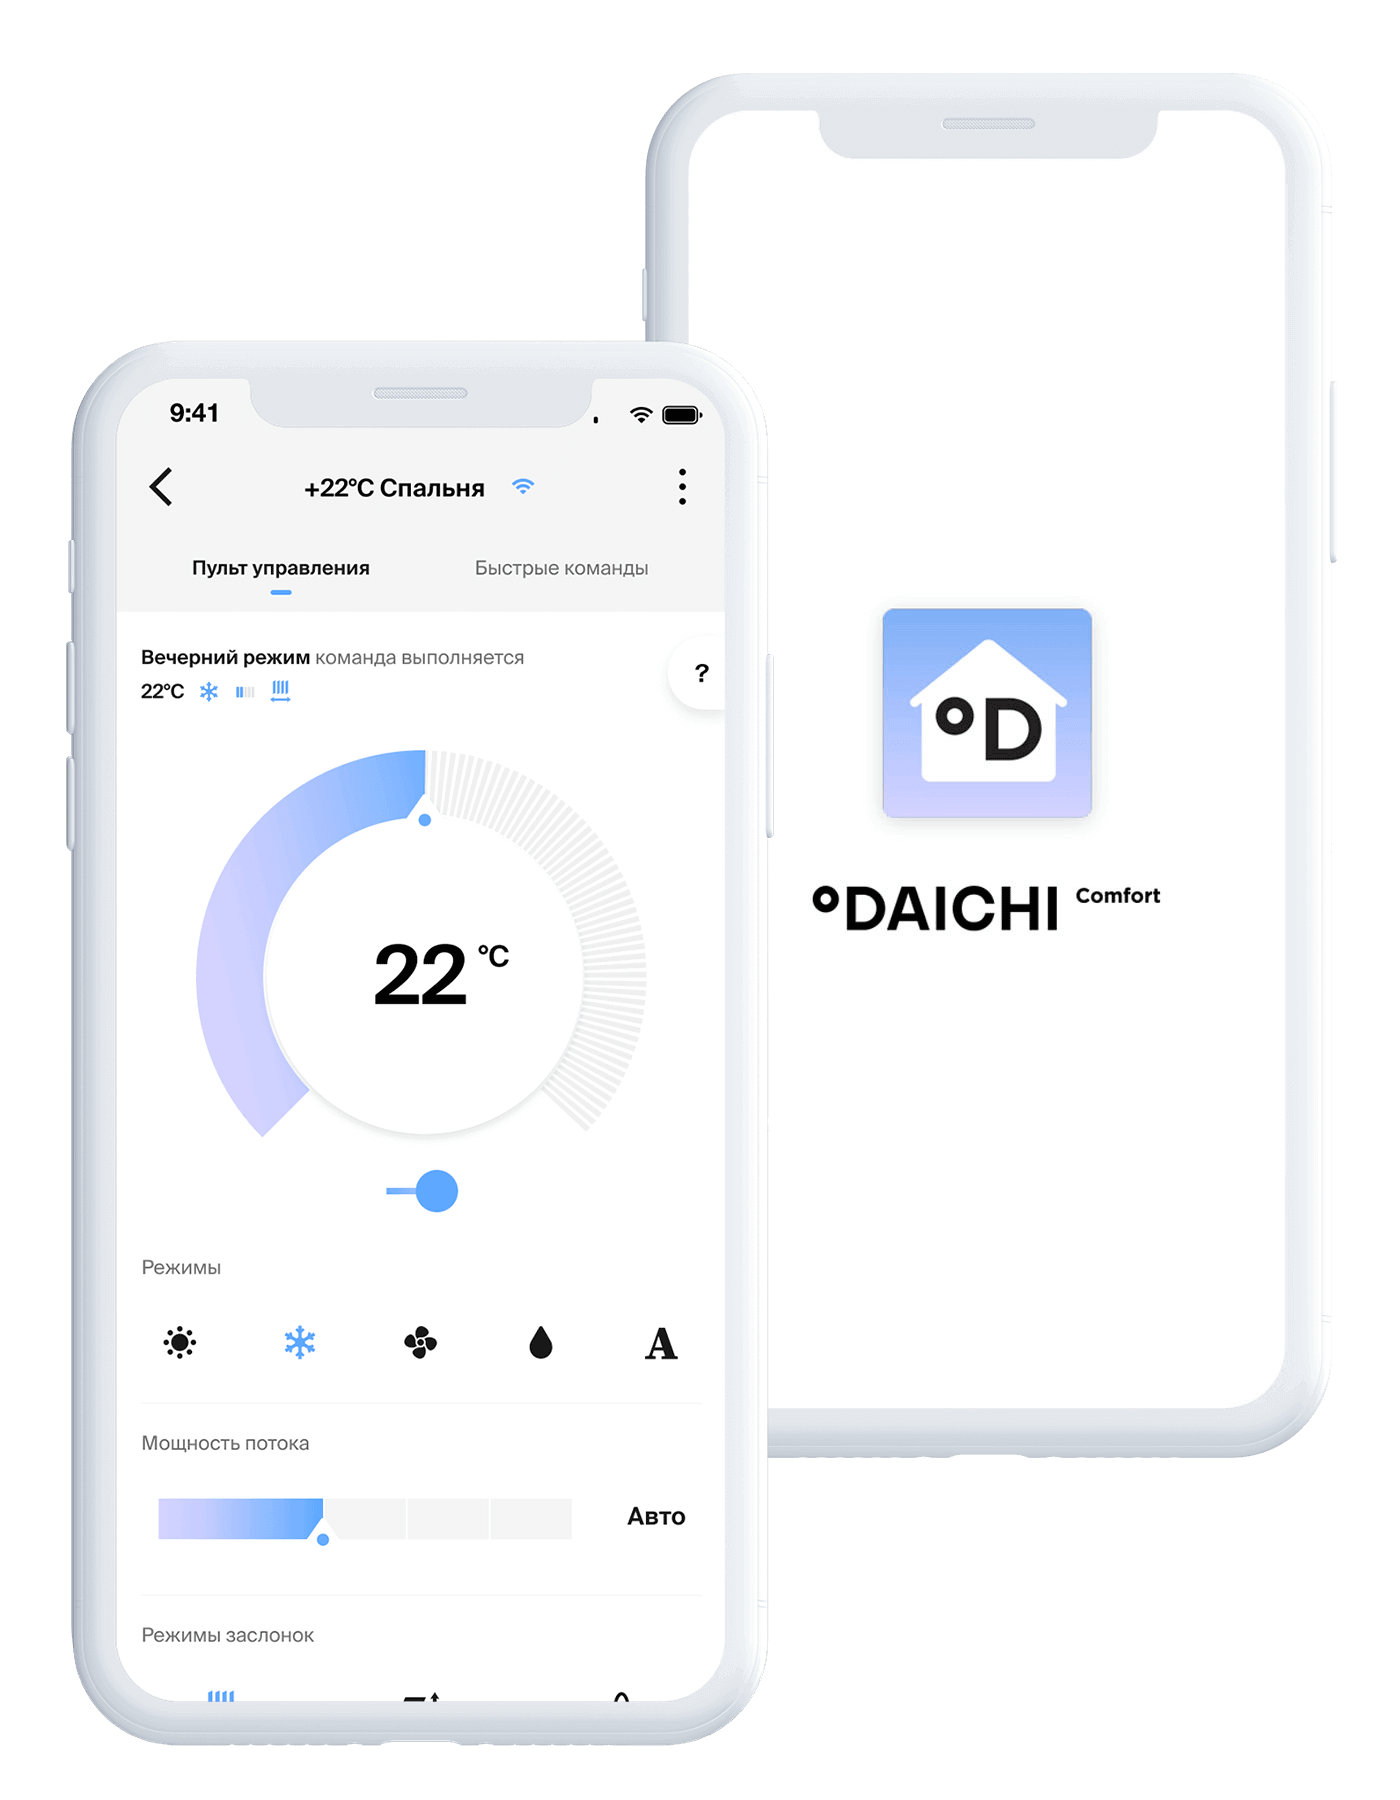 9:41
+22°C Спальня
Пульт управления
Быстрые команды
Вечерний режим команда выполняется
22°C
?
22 °C
Режимы
A
Мощность потока
Авто
Режимы заслонок
°D
°DAICHI Comfort